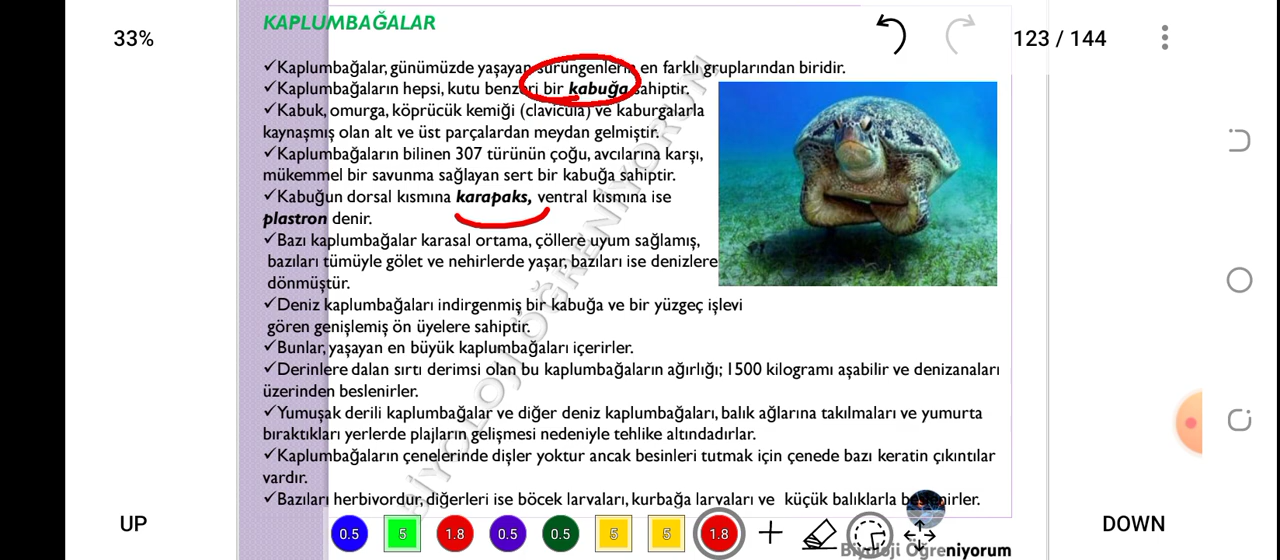 KAPLUMBAĞALAR
33%
123 / 144
✓Kaplumbağalar, günümüzde yaşayan sürüngenlerin en farklı gruplarından biridir.
✓Kaplumbağaların hepsi, kutu benzeri bir kabuğa sahiptir.
✓Kabuk, omurga, köprücük kemiği (clavicula) ve kaburgalarla
kaynaşmış olan alt ve üst parçalardan meydan gelmiştir.
✓Kaplumbağaların bilinen 307 türünün çoğu, avcılarına karşı,
mükemmel bir savunma sağlayan sert bir kabuğa sahiptir.
✓Kabuğun dorsal kısmına karapaks, ventral kısmına ise
plastron denir.
✓Bazı kaplumbağalar karasal ortama, çöllere uyum sağlamış,
bazıları tümüyle gölet ve nehirlerde yaşar, bazıları ise denizlere
dönmüştür.
✓Deniz kaplumbağaları indirgenmiş bir kabuğa ve bir yüzgeç işlevi
gören genişlemiş ön üyelere sahiptir.
✓Bunlar, yaşayan en büyük kaplumbağaları içerirler.
✓Derinlere dalan sırtı derimsi olan bu kaplumbağaların ağırlığı; 1500 kilogramı aşabilir ve denizanaları
üzerinden beslenirler.
✓Yumuşak derili kaplumbağalar ve diğer deniz kaplumbağaları, balık ağlarına takılmaları ve yumurta
bıraktıkları yerlerde plajların gelişmesi nedeniyle tehlike altındadırlar.
✓Kaplumbağaların çenelerinde dişler yoktur ancak besinleri tutmak için çenede bazı keratin çıkıntılar
vardır.
✓Bazıları herbivordur, diğerleri ise böcek larvaları, kurbağa larvaları ve küçük balıklarla beslenirler.
BİYOLOJİ ÖĞRENİYORUM
UP
DOWN
0.5 5 1.8 0.5 0.5 5 5 1.8
Biyoloji Öğreniyorum